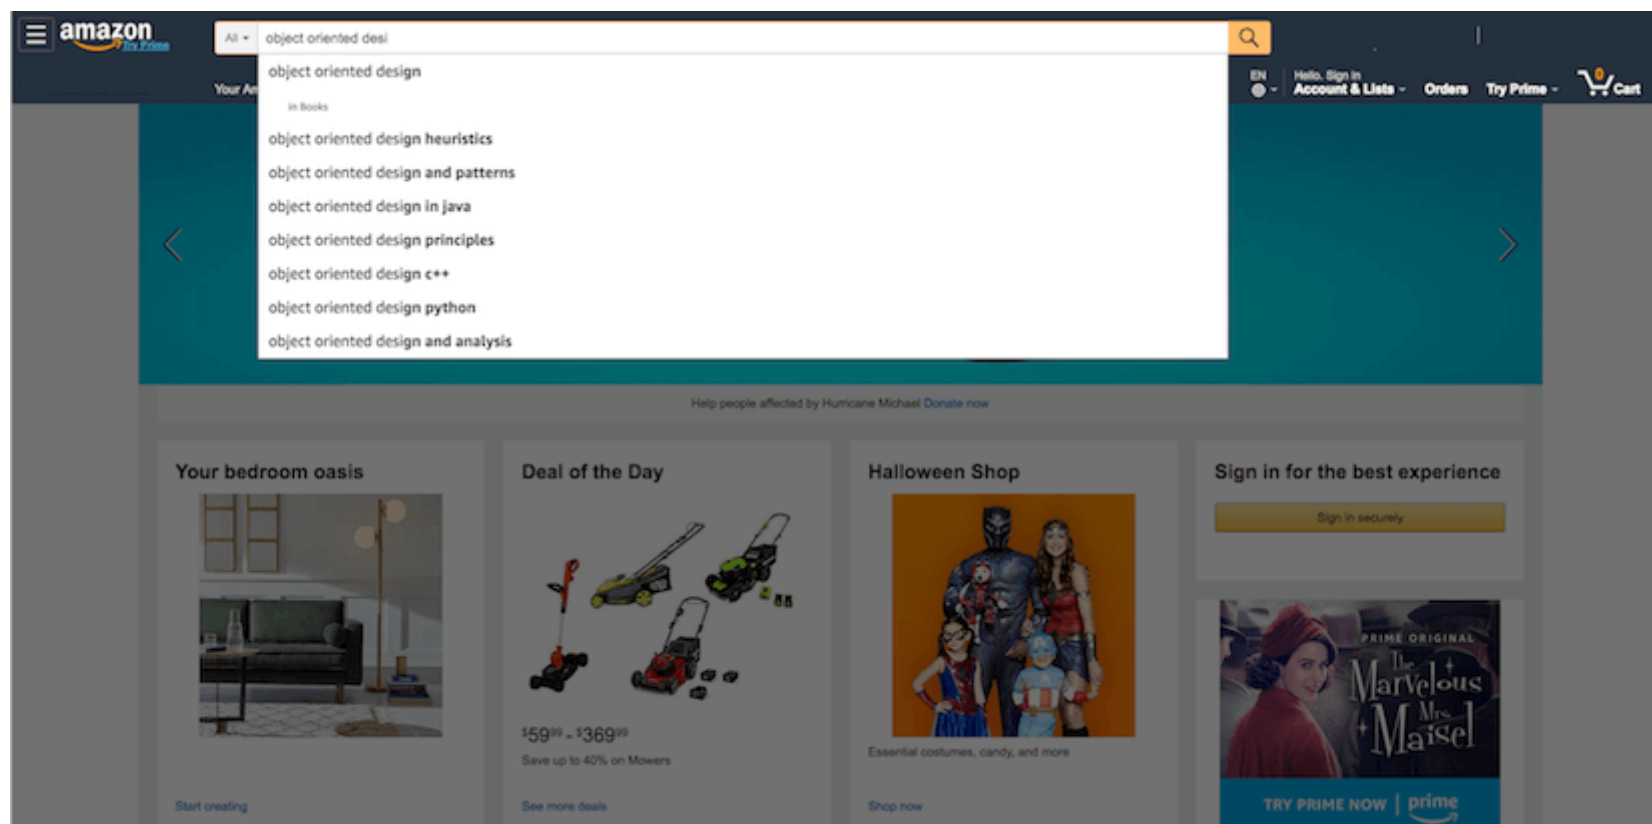 amazon
Try Prime
All
object oriented desi
object oriented design
in Books
object oriented design heuristics
object oriented design and patterns
object oriented design in java
object oriented design principles
object oriented design c++
object oriented design python
object oriented design and analysis
Your Am
EN
Hello. Sign in
Account & Lists
Orders
Try Prime
0
Cart
Help people affected by Hurricane Michael Donate now
Your bedroom oasis
Start creating
Deal of the Day
$59⁹⁹ - $369⁹⁹
Save up to 40% on Mowers
See more deals
Halloween Shop
Essential costumes, candy, and more
Shop now
Sign in for the best experience
Sign in securely
PRIME ORIGINAL
The
Marvelous
Mrs.
Maisel
TRY PRIME NOW | prime